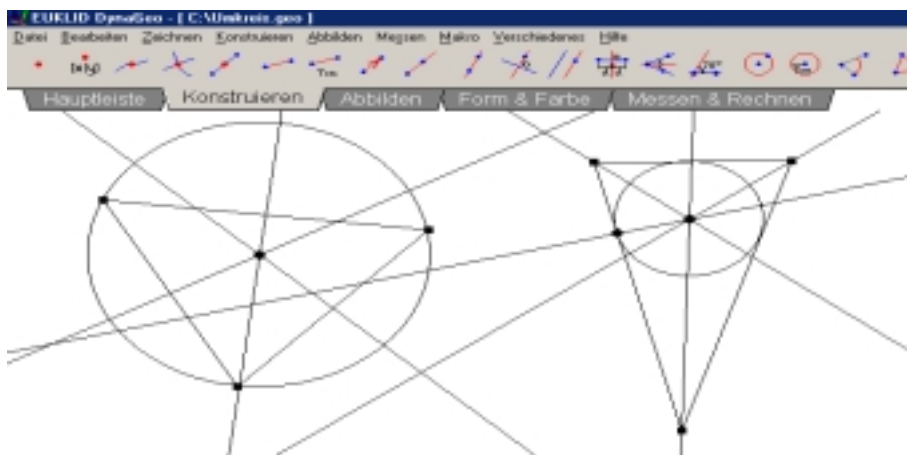 EUKLID DynaGeo - [ C:\Umkreis.geo ]
Datei Bearbeiten Zeichnen Konstruieren Abbilden Messen Makro Verschiedenes Hilfe
Hauptleiste Konstruieren Abbilden Form & Farbe Messen & Rechnen